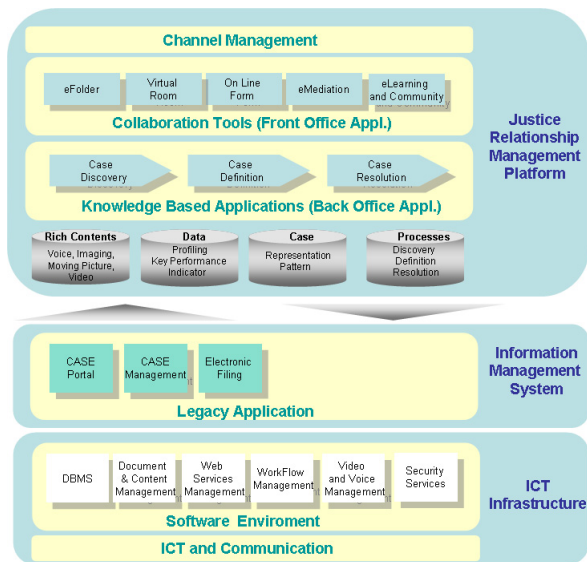 Channel Management
eFolder
Virtual
Room
On Line
Form
eMediation
eLearning
and Community
Collaboration Tools (Front Office Appl.)
Case
Discovery
Case
Definition
Case
Resolution
Knowledge Based Applications (Back Office Appl.)
Justice
Relationship
Management
Platform
Rich Contents
Voice, Imaging,
Moving Picture,
Video
Data
Profiling
Key Performance
Indicator
Case
Representation
Pattern
Processes
Discovery
Definition
Resolution
CASE
Portal
CASE
Management
Electronic
Filing
Legacy Application
Information
Management
System
DBMS
Document
& Content
Management
Web
Services
Management
WorkFlow
Management
Video
and Voice
Management
Security
Services
Software Enviroment
ICT and Communication
ICT
Infrastructure